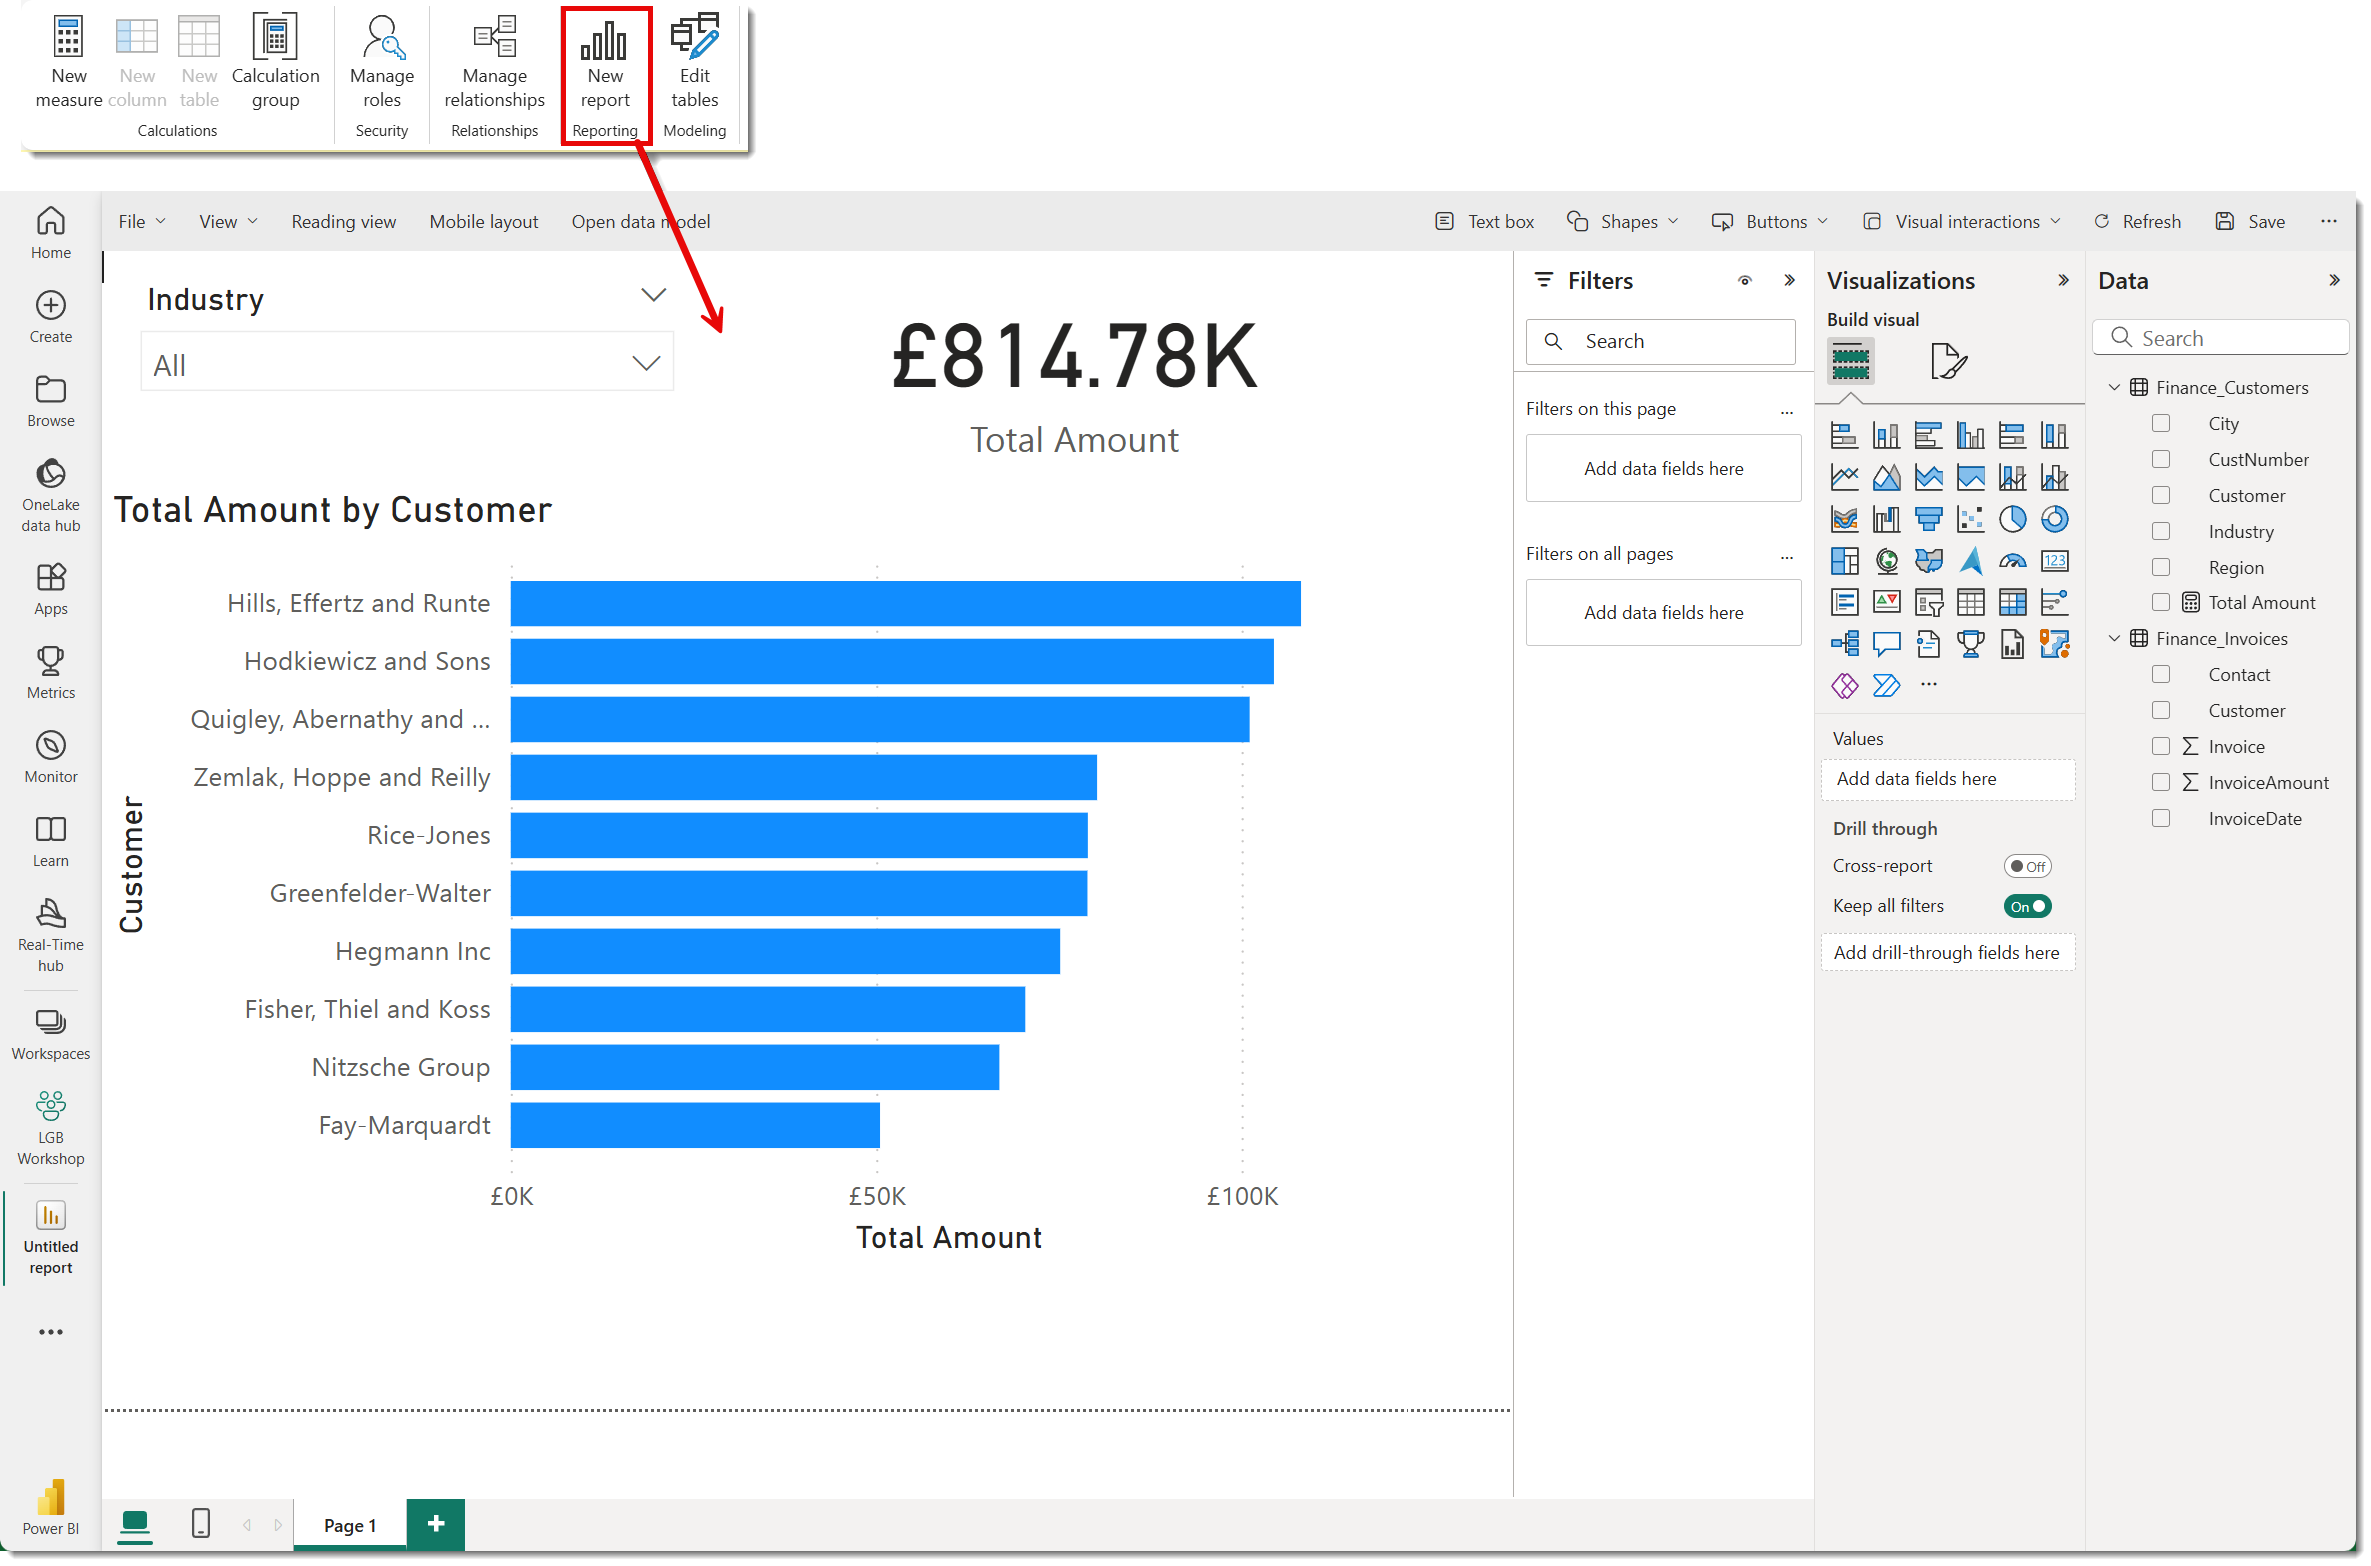 New measure
New column
New table
Calculation group
Calculations
Manage roles
Security
Manage relationships
Relationships
New report
Reporting
Edit tables
Modeling
Home
Create
Browse
OneLake data hub
Apps
Metrics
Monitor
Learn
Real-Time hub
Workspaces
LGB Workshop
Untitled report
Power BI
File
View
Reading view
Mobile layout
Open data model
Text box
Shapes
Buttons
Visual interactions
Refresh
Save
Industry
All
£814.78K
Total Amount
Total Amount by Customer
Customer
Hills, Effertz and Runte
Hodkiewicz and Sons
Quigley, Abernathy and ...
Zemlak, Hoppe and Reilly
Rice-Jones
Greenfelder-Walter
Hegmann Inc
Fisher, Thiel and Koss
Nitzsche Group
Fay-Marquardt
£0K £50K £100K
Total Amount
Page 1
Filters
Search
Filters on this page
Add data fields here
Filters on all pages
Add data fields here
Visualizations
Build visual
123
Values
Add data fields here
Drill through
Cross-report Off
Keep all filters On
Add drill-through fields here
Data
Search
Finance_Customers
City
CustNumber
Customer
Industry
Region
Total Amount
Finance_Invoices
Contact
Customer
Invoice
InvoiceAmount
InvoiceDate